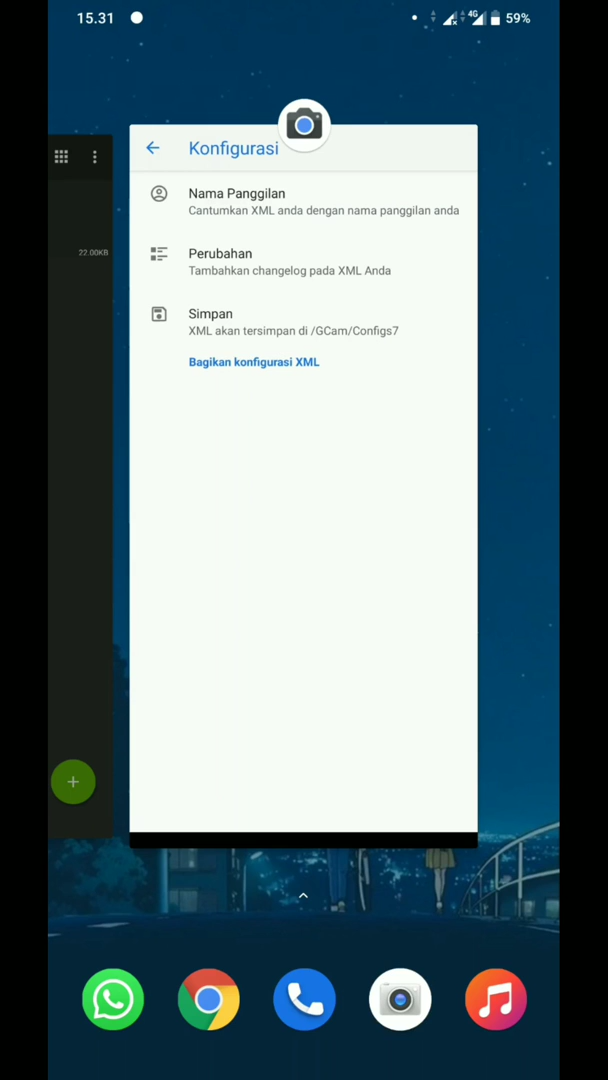 15.31
4G
59%
Konfigurasi
22.00KB
Nama Panggilan
Cantumkan XML anda dengan nama panggilan anda
Perubahan
Tambahkan changelog pada XML Anda
Simpan
XML akan tersimpan di /GCam/Configs7
Bagikan konfigurasi XML